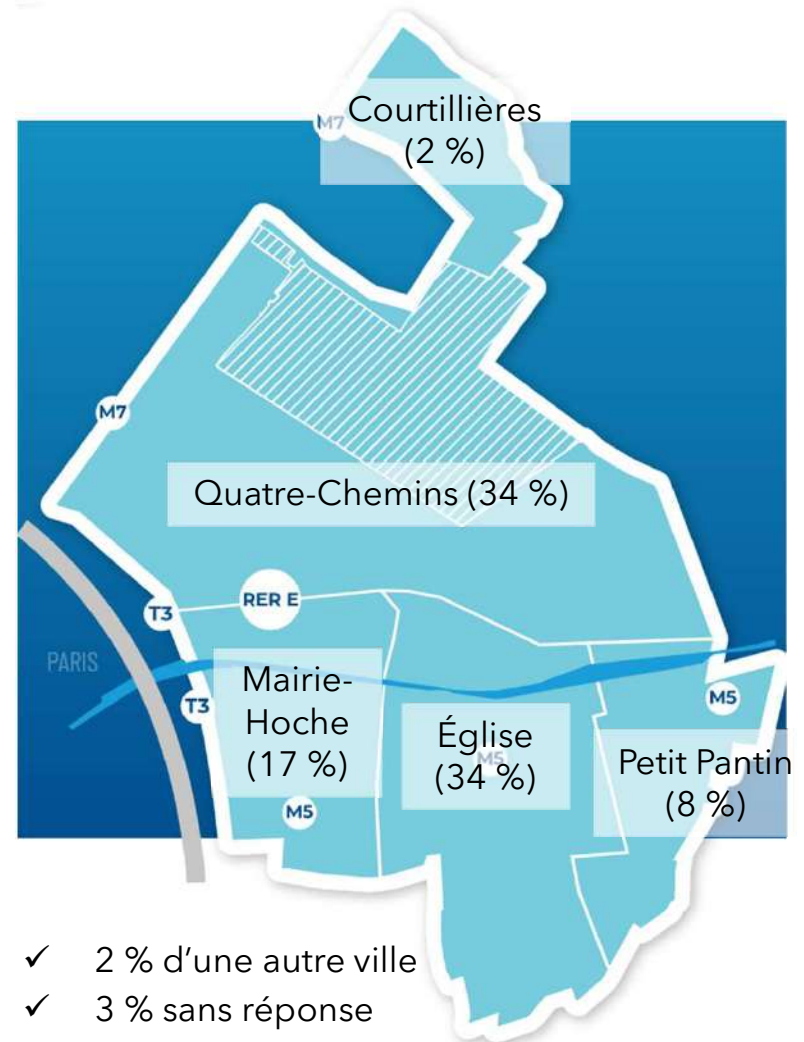 M7
Courtillières
(2 %)
M7
Quatre-Chemins (34 %)
T3
RER E
PARIS
T3
Mairie-
Hoche
(17 %)
M5
Église
M5
(34 %)
M5
Petit Pantin
(8 %)
✓ 2 % d’une autre ville
✓ 3 % sans réponse